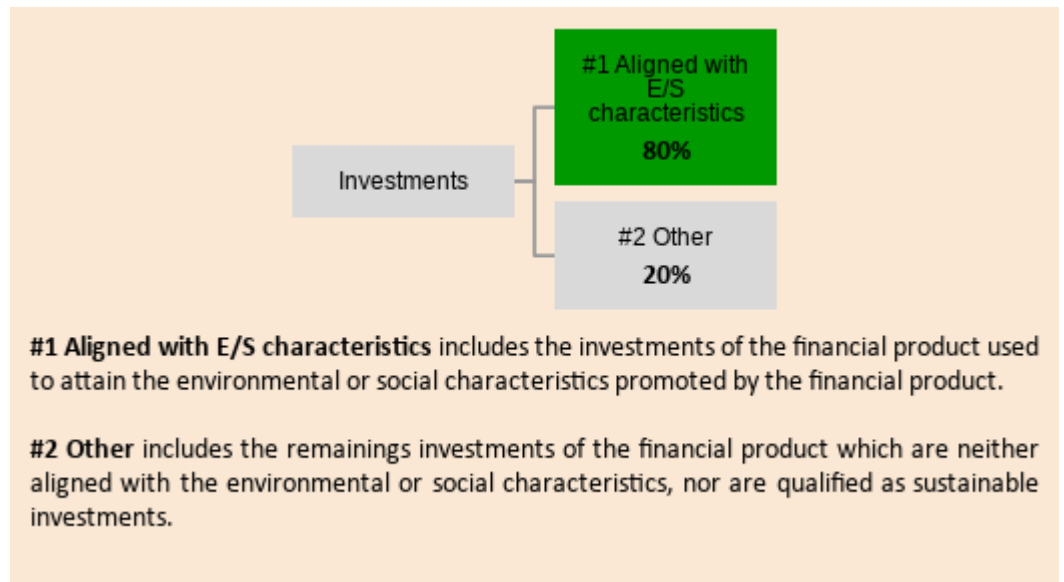 #1 Aligned with
E/S
characteristics
80%
Investments
#2 Other
20%
#1 Aligned with E/S characteristics includes the investments of the financial product used
to attain the environmental or social characteristics promoted by the financial product.
#2 Other includes the remainings investments of the financial product which are neither
aligned with the environmental or social characteristics, nor are qualified as sustainable
investments.